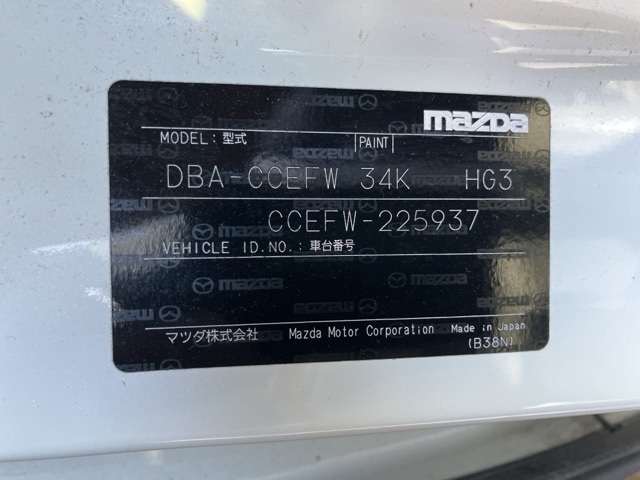 mazda
MODEL：型式 PAINT
DBA-CCEFW 34K HG3
CCEFW-225937
VEHICLE ID.NO.：車台番号
マツダ株式会社 Mazda Motor Corporation Made in Japan
(B38N)